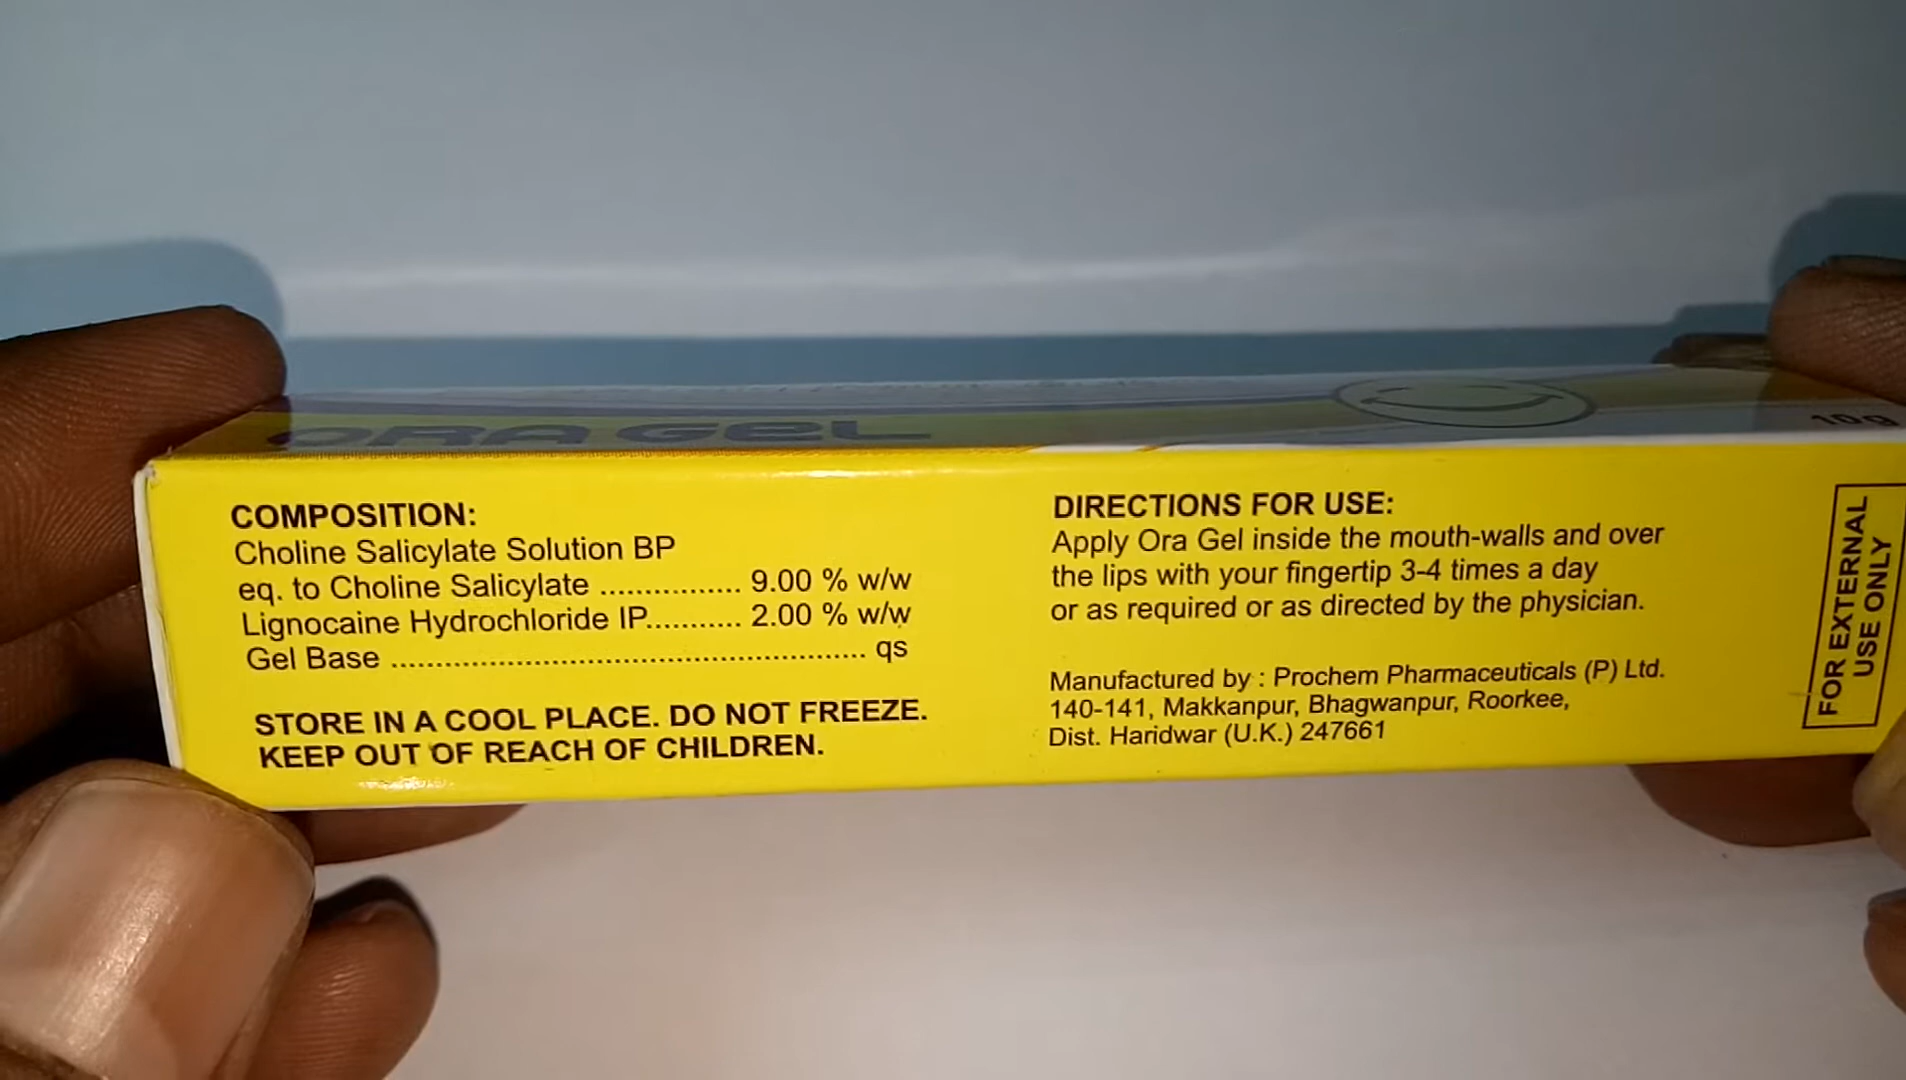 ORA GEL
10 g
COMPOSITION:
Choline Salicylate Solution BP
eq. to Choline Salicylate ................ 9.00 % w/w
Lignocaine Hydrochloride IP........... 2.00 % w/w
Gel Base ..................................................... qs
STORE IN A COOL PLACE. DO NOT FREEZE.
KEEP OUT OF REACH OF CHILDREN.
DIRECTIONS FOR USE:
Apply Ora Gel inside the mouth-walls and over
the lips with your fingertip 3-4 times a day
or as required or as directed by the physician.
Manufactured by : Prochem Pharmaceuticals (P) Ltd.
140-141, Makkanpur, Bhagwanpur, Roorkee,
Dist. Haridwar (U.K.) 247661
FOR EXTERNAL
USE ONLY